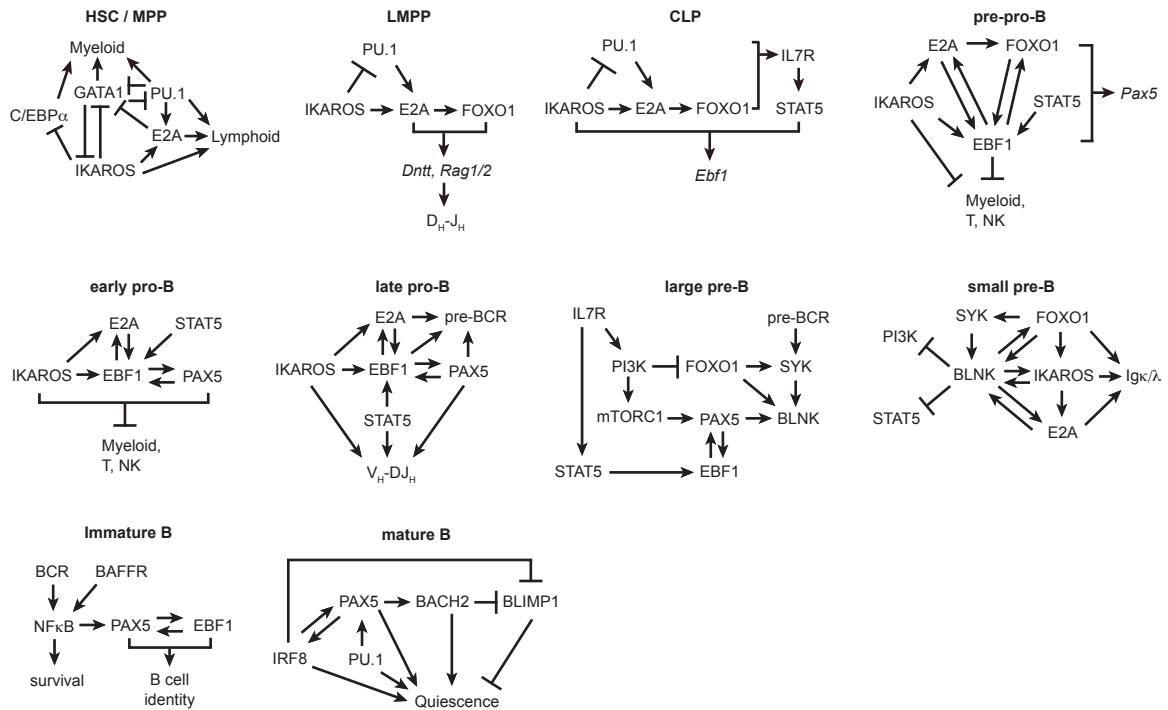 HSC / MPP
Myeloid
GATA1
PU.1
C/EBPα
E2A
Lymphoid
IKAROS
LMPP
PU.1
IKAROS
E2A
FOXO1
Dntt, Rag1/2
DH-JH
CLP
PU.1
IL7R
IKAROS
E2A
FOXO1
STAT5
Ebf1
pre-pro-B
E2A
FOXO1
IKAROS
STAT5
Pax5
EBF1
Myeloid,
T, NK
early pro-B
E2A
STAT5
IKAROS
EBF1
PAX5
Myeloid,
T, NK
late pro-B
E2A
pre-BCR
IKAROS
EBF1
PAX5
STAT5
VH-DJH
large pre-B
IL7R
pre-BCR
PI3K
FOXO1
SYK
mTORC1
PAX5
BLNK
STAT5
EBF1
small pre-B
SYK
FOXO1
PI3K
BLNK
IKAROS
Igκ/λ
STAT5
E2A
Immature B
BCR
BAFFR
NFκB
PAX5
EBF1
survival
B cell
identity
mature B
PAX5
BACH2
BLIMP1
IRF8
PU.1
Quiescence